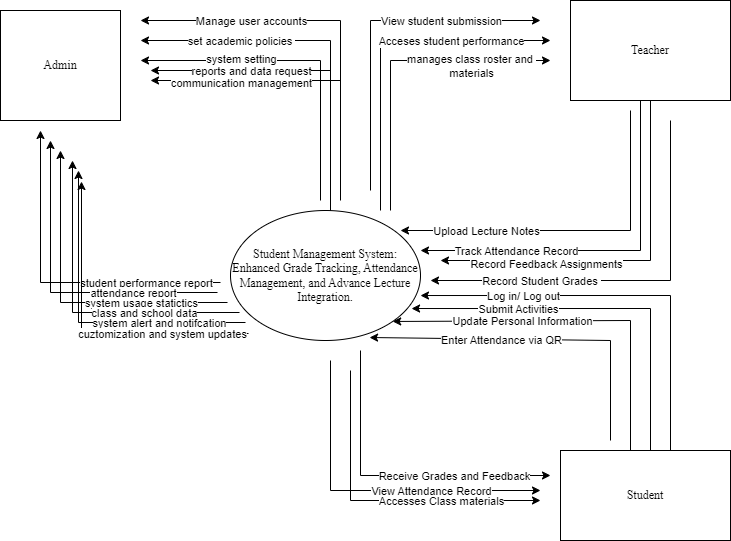 Admin
Manage user accounts
set academic policies
system setting
reports and data request
communication management
View student submission
Acceses student performance
manages class roster and
materials
Teacher
Upload Lecture Notes
Track Attendance Record
Record Feedback Assignments
Record Student Grades
Student Management System:
Enhanced Grade Tracking, Attendance
Management, and Advance Lecture
Integration.
student performance report
attendance report
system usage statictics
class and school data
system alert and notifcation
cuztomization and system updates
Log in/ Log out
Submit Activities
Update Personal Information
Enter Attendance via QR
Receive Grades and Feedback
View Attendance Record
Accesses Class materials
Student